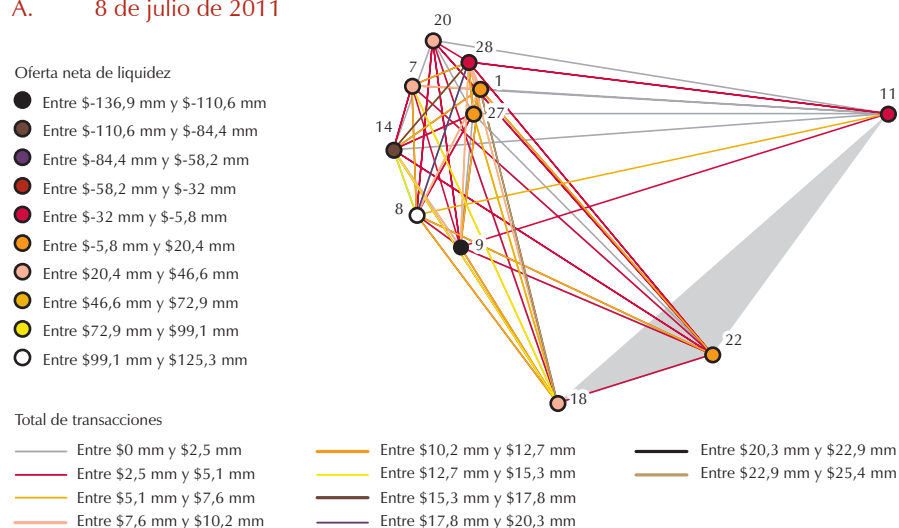 A. 8 de julio de 2011
20
28
7
1
11
27
14
8
9
22
18
Oferta neta de liquidez
Entre $-136,9 mm y $-110,6 mm
Entre $-110,6 mm y $-84,4 mm
Entre $-84,4 mm y $-58,2 mm
Entre $-58,2 mm y $-32 mm
Entre $-32 mm y $-5,8 mm
Entre $-5,8 mm y $20,4 mm
Entre $20,4 mm y $46,6 mm
Entre $46,6 mm y $72,9 mm
Entre $72,9 mm y $99,1 mm
Entre $99,1 mm y $125,3 mm
Total de transacciones
Entre $0 mm y $2,5 mm
Entre $2,5 mm y $5,1 mm
Entre $5,1 mm y $7,6 mm
Entre $7,6 mm y $10,2 mm
Entre $10,2 mm y $12,7 mm
Entre $12,7 mm y $15,3 mm
Entre $15,3 mm y $17,8 mm
Entre $17,8 mm y $20,3 mm
Entre $20,3 mm y $22,9 mm
Entre $22,9 mm y $25,4 mm